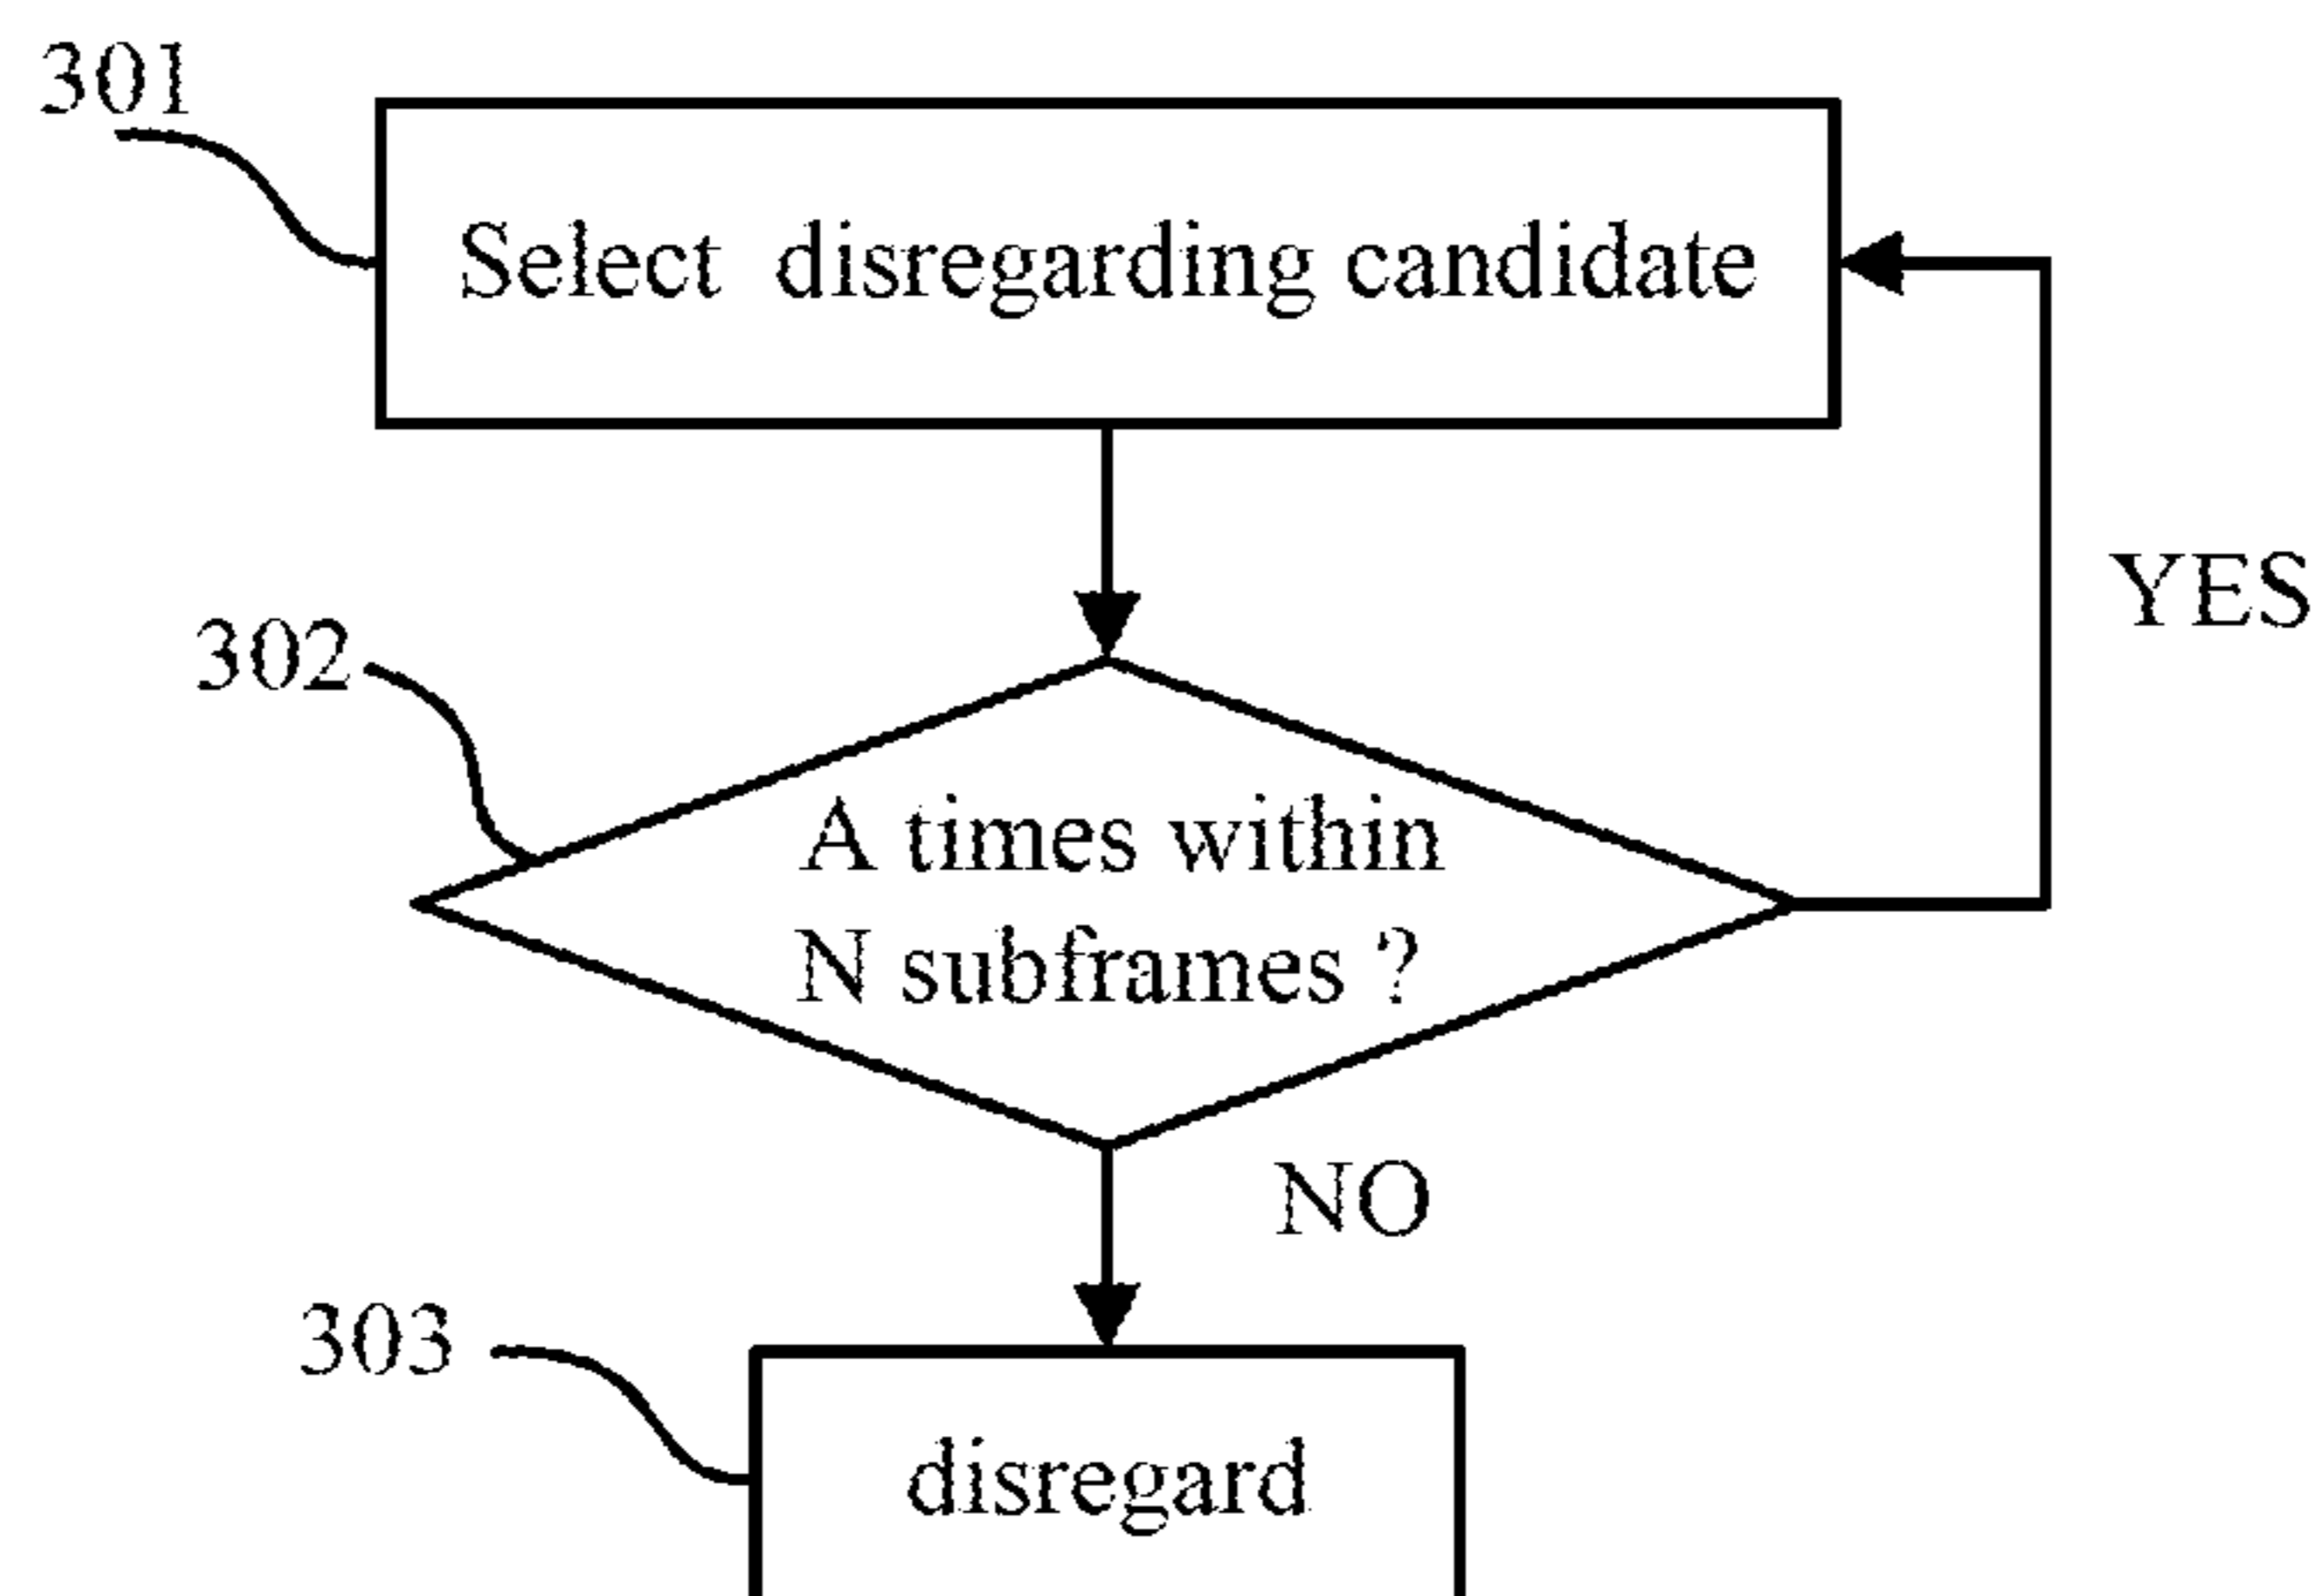 301
Select disregarding candidate
YES
302
A times within
N subframes ?
NO
303
disregard